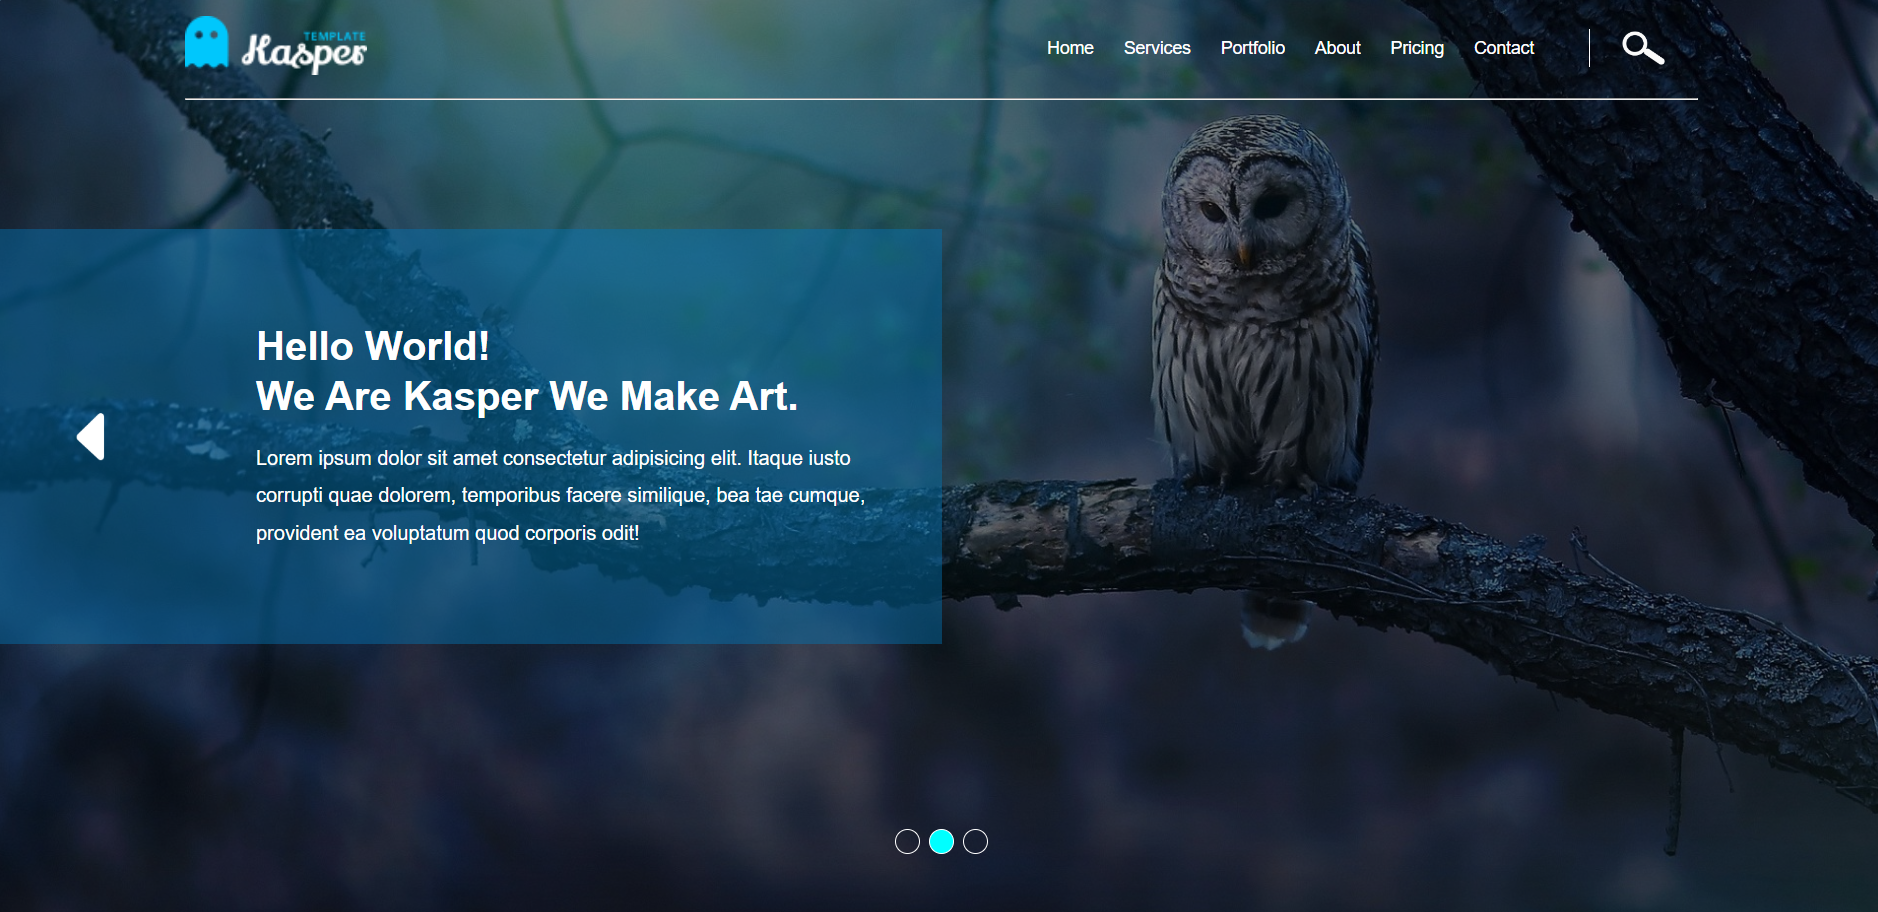 TEMPLATE
Kasper
Home Services Portfolio About Pricing Contact
Hello World!
We Are Kasper We Make Art.
Lorem ipsum dolor sit amet consectetur adipisicing elit. Itaque iusto
corrupti quae dolorem, temporibus facere similique, bea tae cumque,
provident ea voluptatum quod corporis odit!